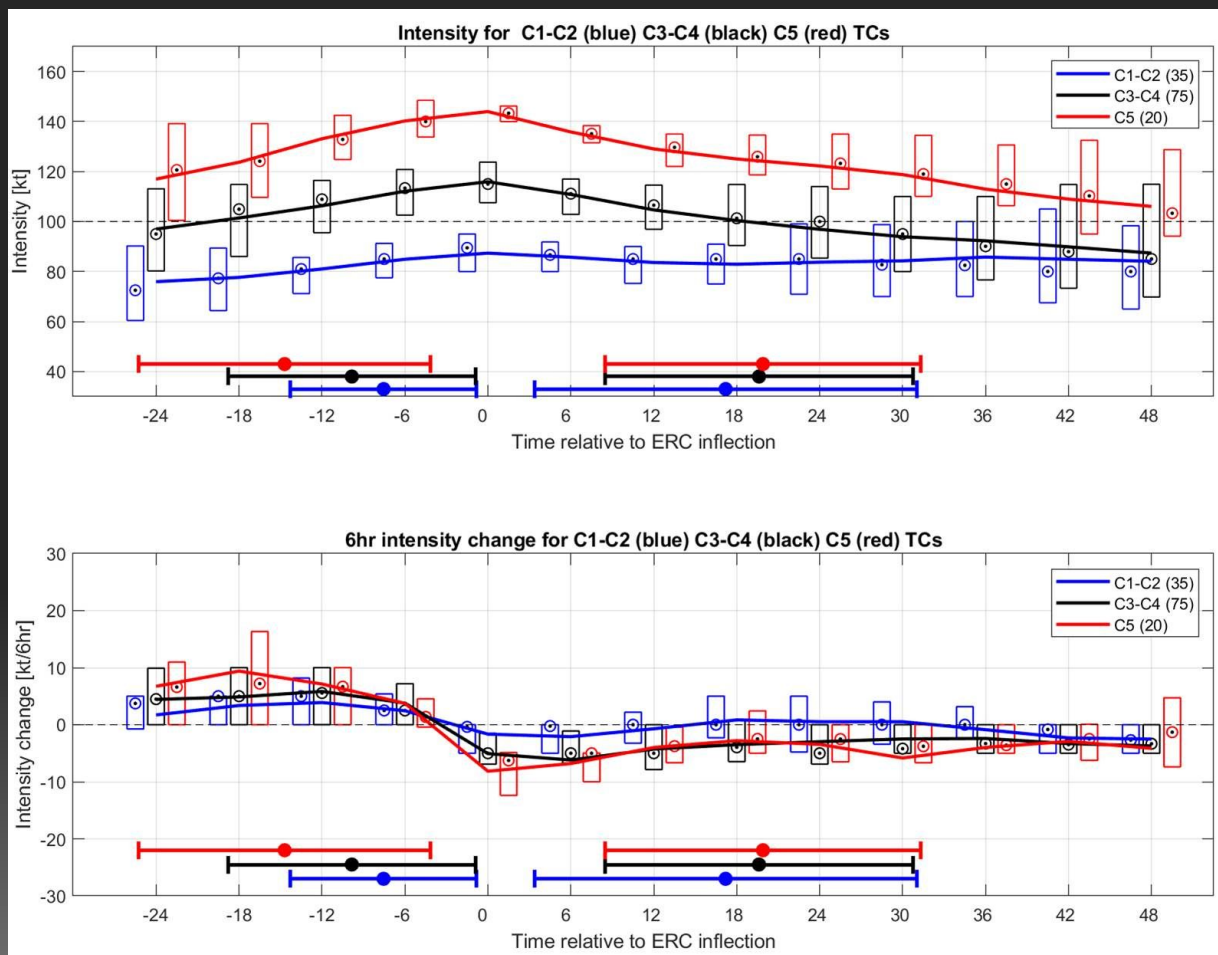 Intensity for C1-C2 (blue) C3-C4 (black) C5 (red) TCs
160
140
120
100
80
60
40
Intensity [kt]
C1-C2 (35)
C3-C4 (75)
C5 (20)
-24 -18 -12 -6 0 6 12 18 24 30 36 42 48
Time relative to ERC inflection
6hr intensity change for C1-C2 (blue) C3-C4 (black) C5 (red) TCs
30
20
10
0
-10
-20
-30
Intensity change [kt/6hr]
C1-C2 (35)
C3-C4 (75)
C5 (20)
-24 -18 -12 -6 0 6 12 18 24 30 36 42 48
Time relative to ERC inflection